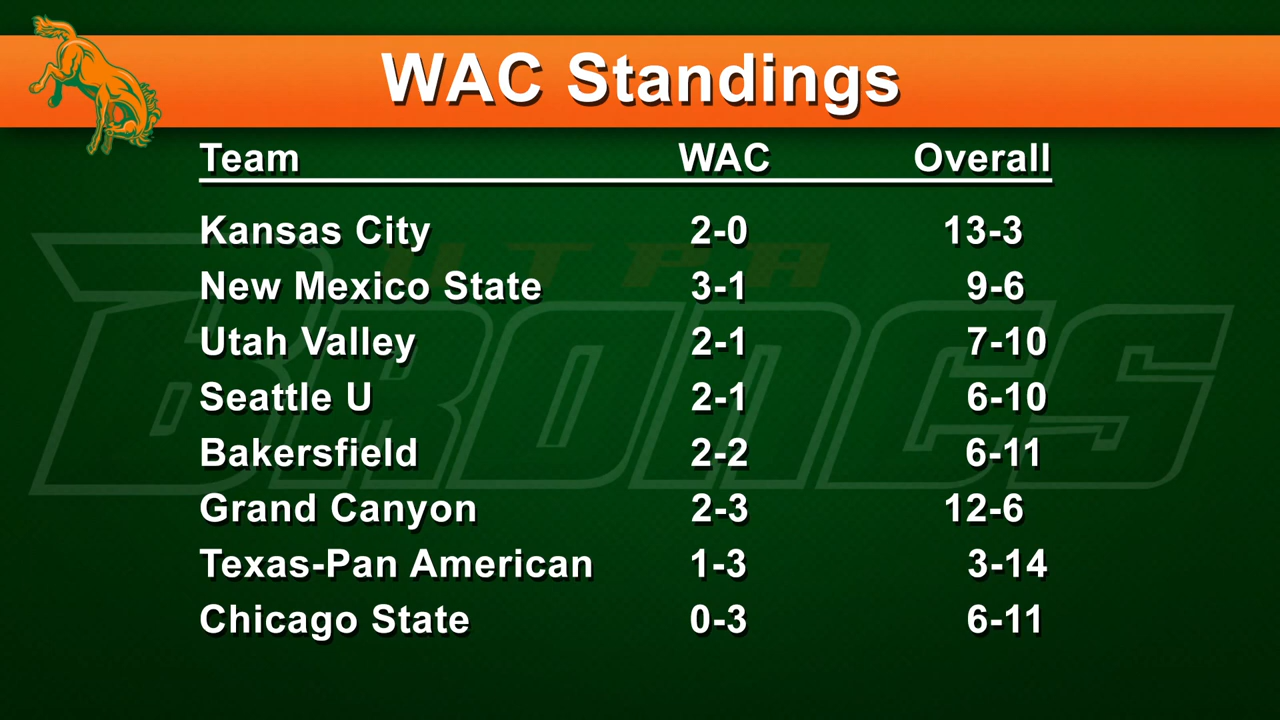 WAC Standings
Team WAC Overall
Kansas City 2-0 13-3
New Mexico State 3-1 9-6
Utah Valley 2-1 7-10
Seattle U 2-1 6-10
Bakersfield 2-2 6-11
Grand Canyon 2-3 12-6
Texas-Pan American 1-3 3-14
Chicago State 0-3 6-11
UTPA
BRONCS